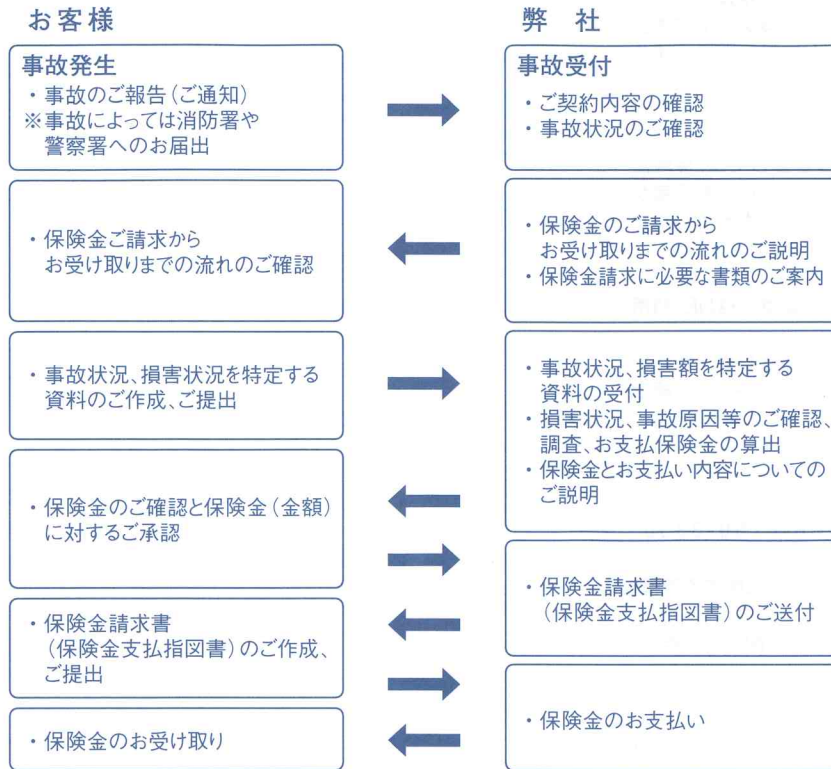 お客様
事故発生
・事故のご報告(ご通知)
※事故によっては消防署や
警察署へのお届出
・保険金ご請求から
お受け取りまでの流れのご確認
・事故状況、損害状況を特定する
資料のご作成、ご提出
・保険金のご確認と保険金(金額)
に対するご承認
・保険金請求書
(保険金支払指図書)のご作成、
ご提出
・保険金のお受け取り
弊 社
事故受付
・ご契約内容の確認
・事故状況のご確認
・保険金のご請求から
お受け取りまでの流れのご説明
・保険金請求に必要な書類のご案内
・事故状況、損害額を特定する
資料の受付
・損害状況、事故原因等のご確認、
調査、お支払保険金の算出
・保険金とお支払い内容についての
ご説明
・保険金請求書
(保険金支払指図書)のご送付
・保険金のお支払い